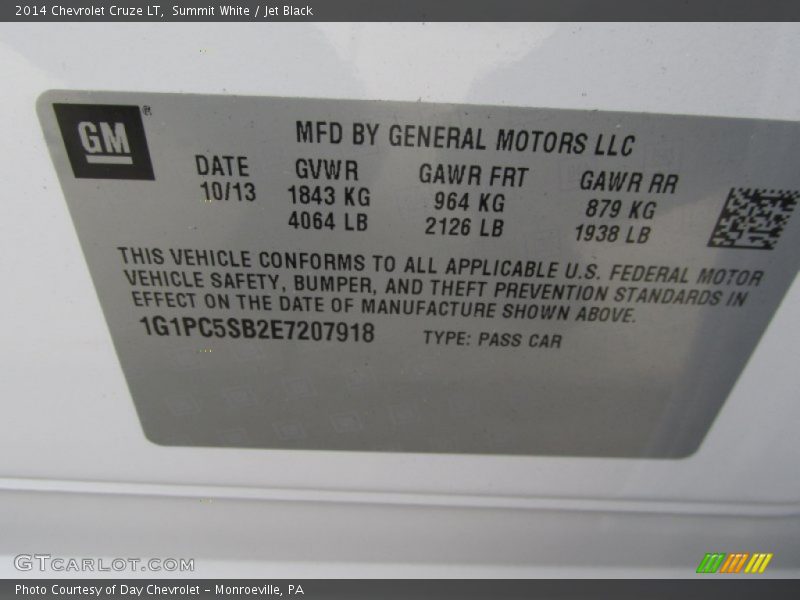 2014 Chevrolet Cruze LT, Summit White / Jet Black
GM ®
MFD BY GENERAL MOTORS LLC
DATE GVWR GAWR FRT GAWR RR
10/13 1843 KG 964 KG 879 KG
4064 LB 2126 LB 1938 LB
THIS VEHICLE CONFORMS TO ALL APPLICABLE U.S. FEDERAL MOTOR
VEHICLE SAFETY, BUMPER, AND THEFT PREVENTION STANDARDS IN
EFFECT ON THE DATE OF MANUFACTURE SHOWN ABOVE.
1G1PC5SB2E7207918 TYPE: PASS CAR
GTCARLOT.COM
Photo Courtesy of Day Chevrolet - Monroeville, PA